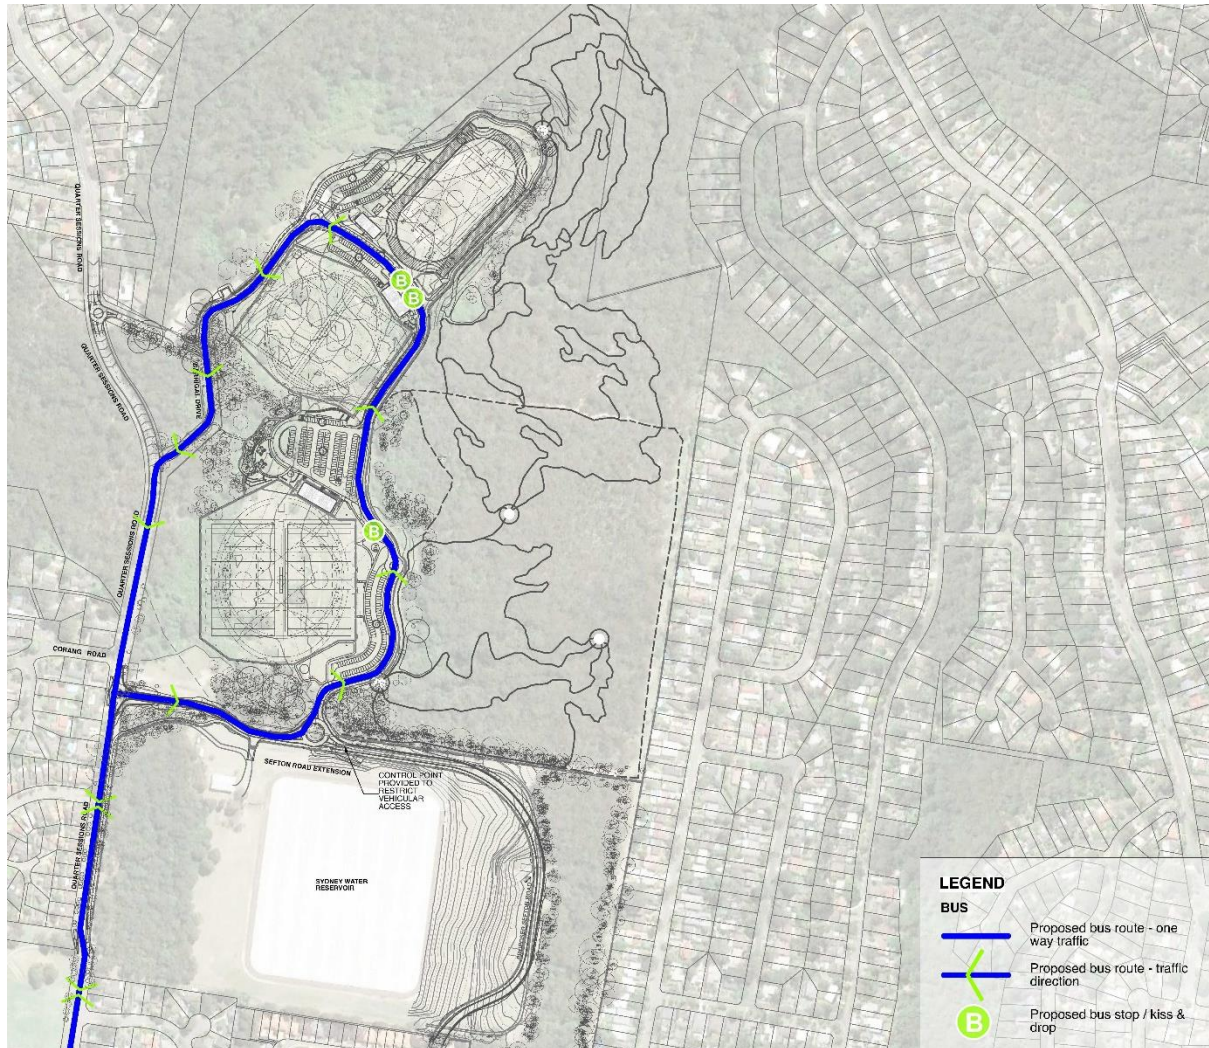 QUARTER SESSIONS ROAD
QUARTER SESSIONS ROAD
DRIVE
B
B
B
QUARTER SESSIONS ROAD
CORANG ROAD
SEFTON ROAD EXTENSION
CONTROL POINT
PROVIDED TO
RESTRICT
VEHICULAR
ACCESS
QUARTER SESSIONS ROAD
SYDNEY WATER
RESERVOIR
LEGEND
BUS
Proposed bus route - one
way traffic
Proposed bus route - traffic
direction
B
Proposed bus stop / kiss &
drop